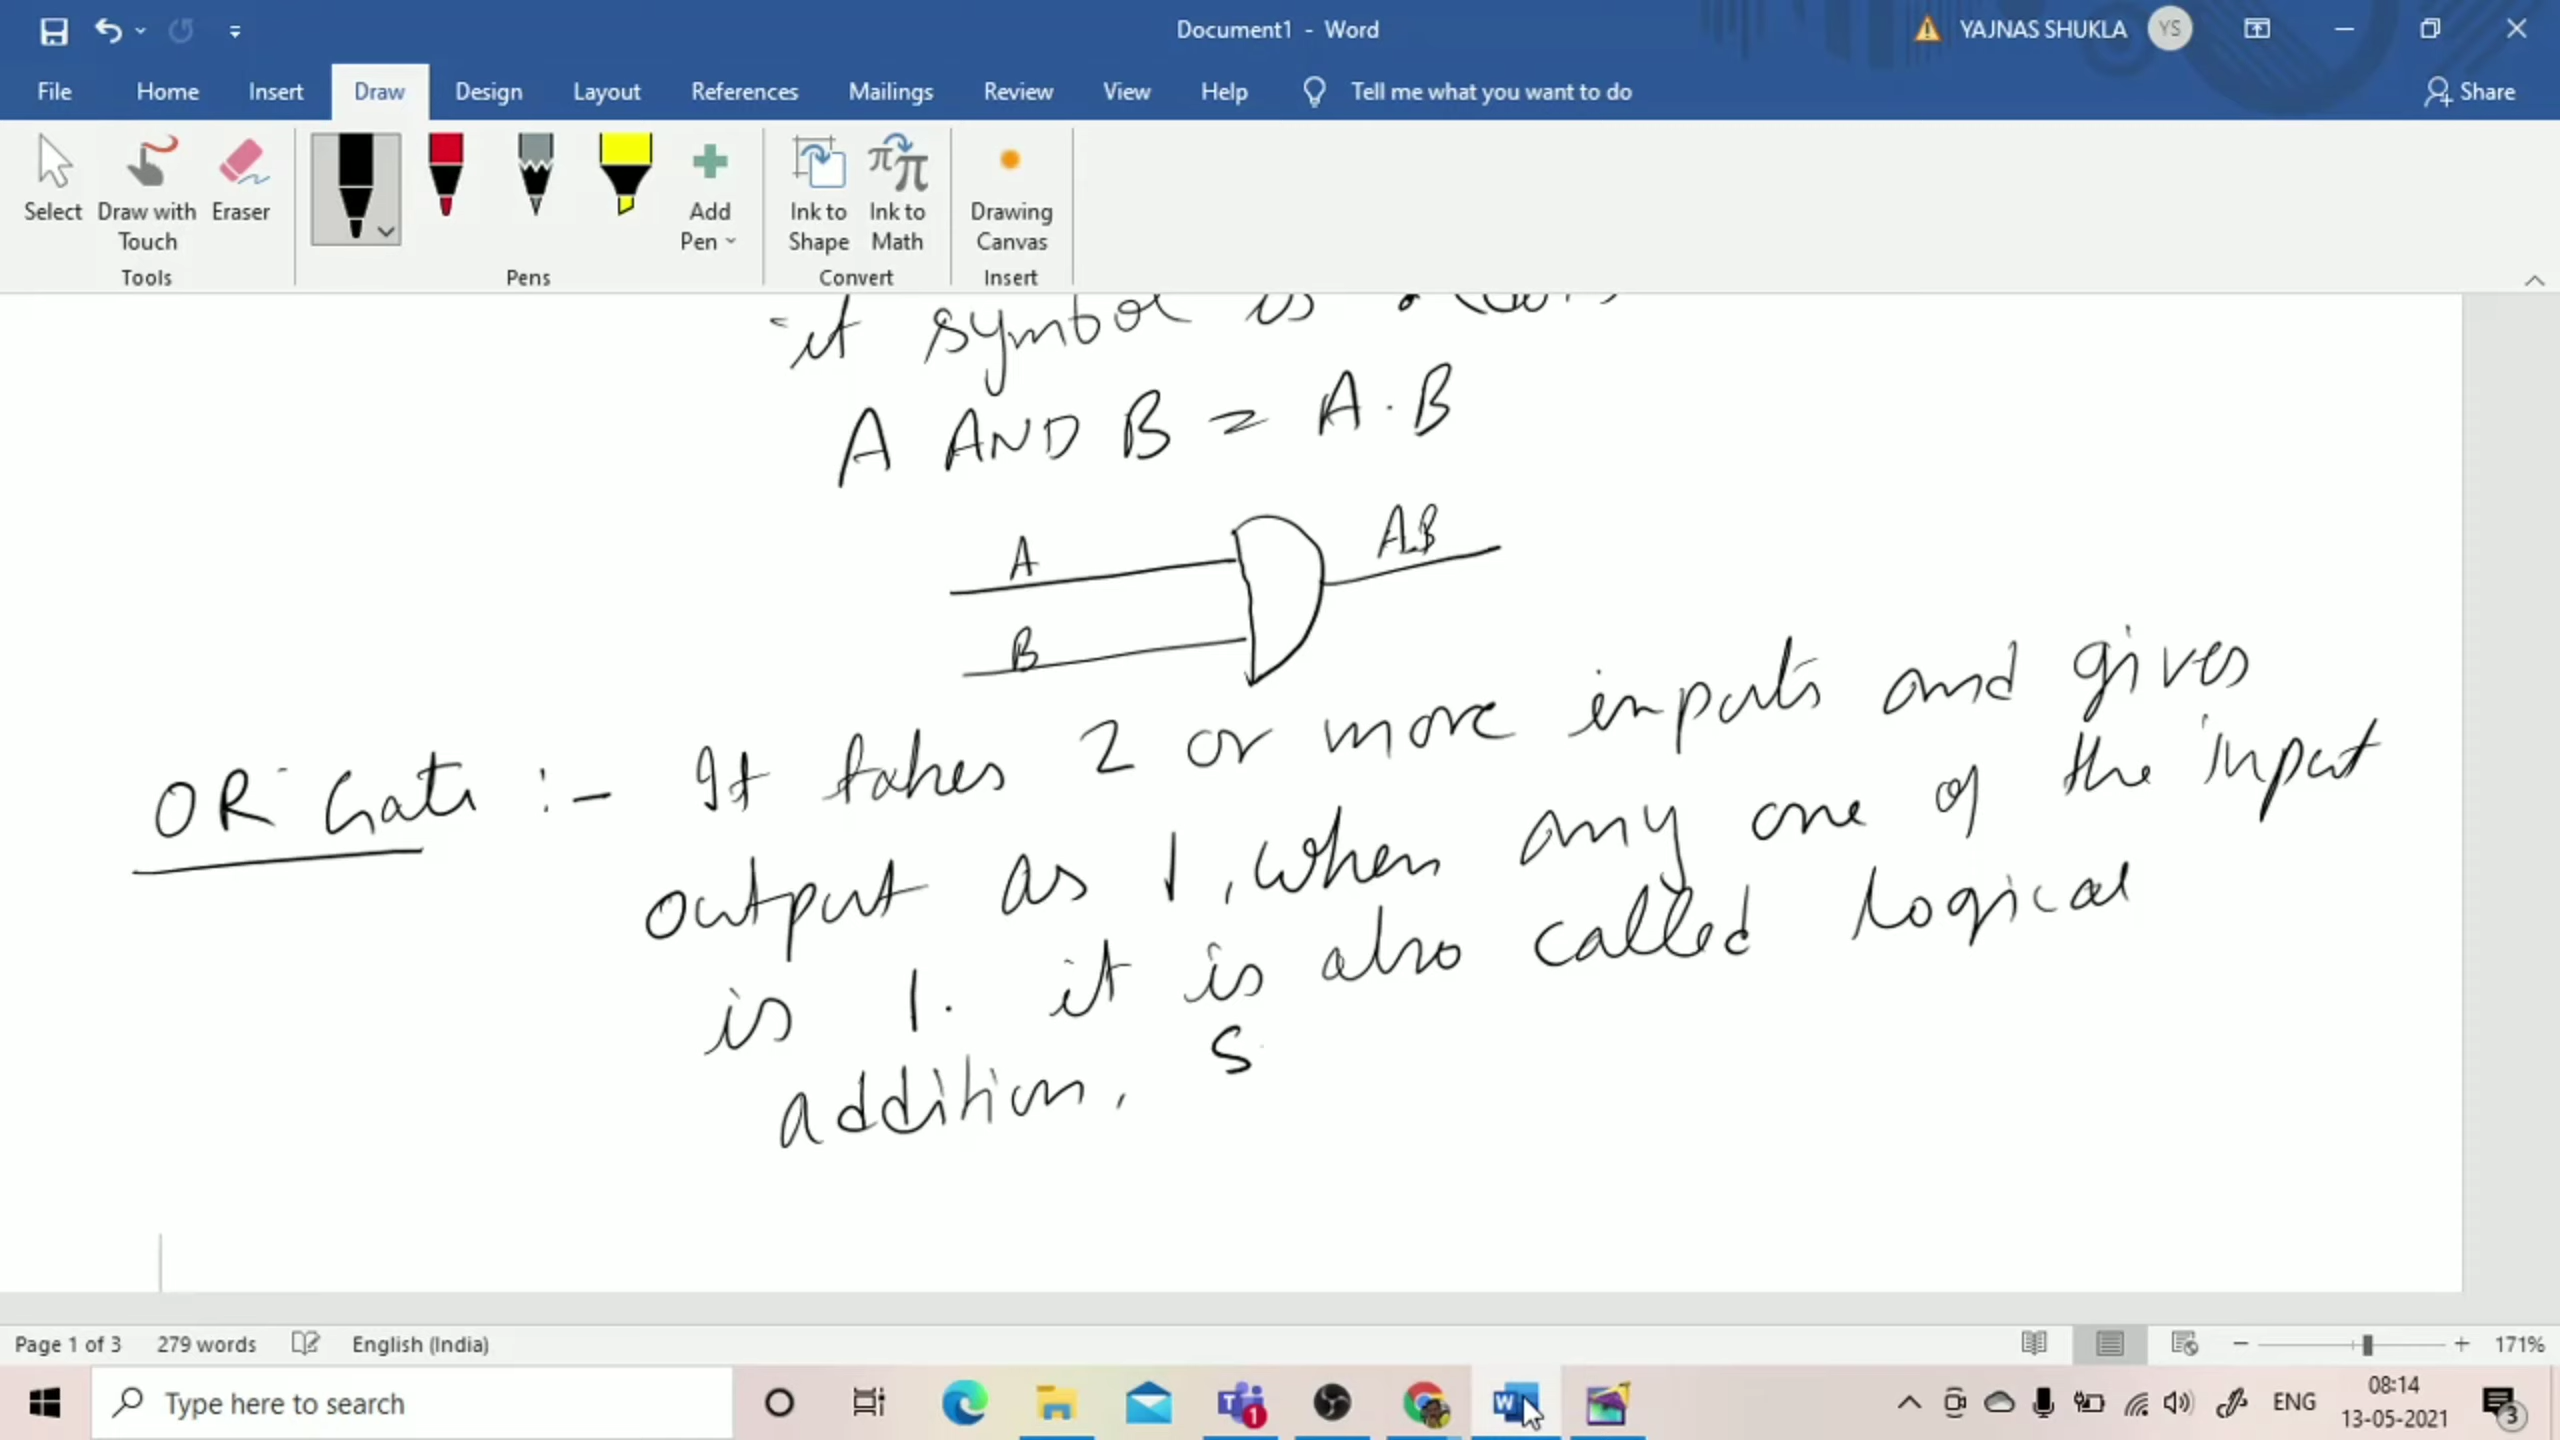 Document1 - Word
YAJNAS SHUKLA
YS
File Home Insert Draw Design Layout References Mailings Review View Help Tell me what you want to do
Share
Select
Draw with Touch
Eraser
Add Pen
Ink to Shape
Ink to Math
Drawing Canvas
Tools
Pens
Convert
Insert
it symbol is
A AND B = A.B
A
A.B
B
OR Gate :- It takes 2 or more inputs and gives
output as 1, when any one of the input
is 1. it is also called logical
addition, S
Page 1 of 3
279 words
English (India)
171%
Type here to search
1
ENG
08:14
13-05-2021
3